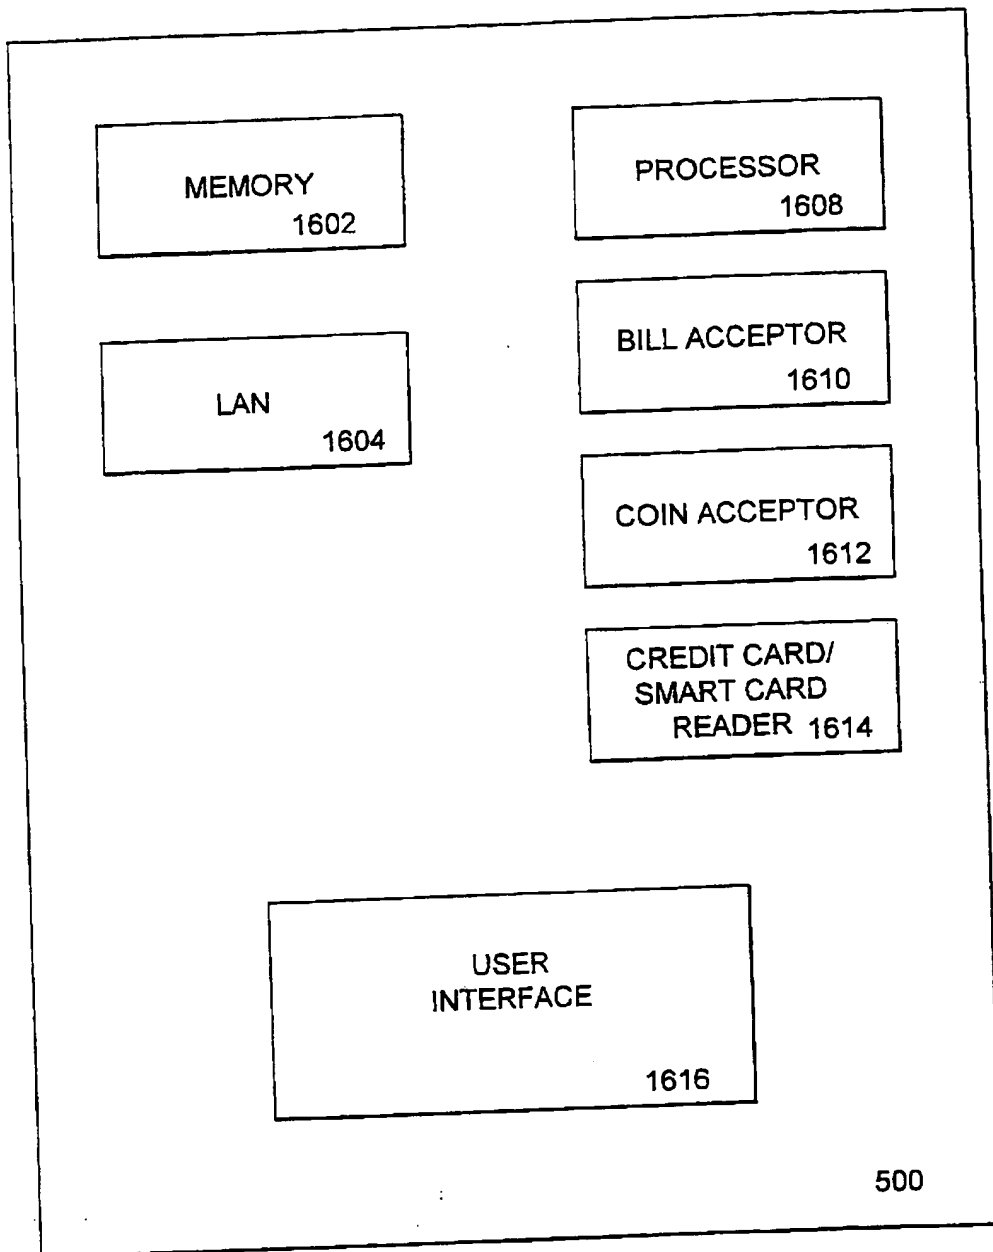 MEMORY
1602
PROCESSOR
1608
LAN
1604
BILL ACCEPTOR
1610
COIN ACCEPTOR
1612
CREDIT CARD/
SMART CARD
READER 1614
USER
INTERFACE
1616
500